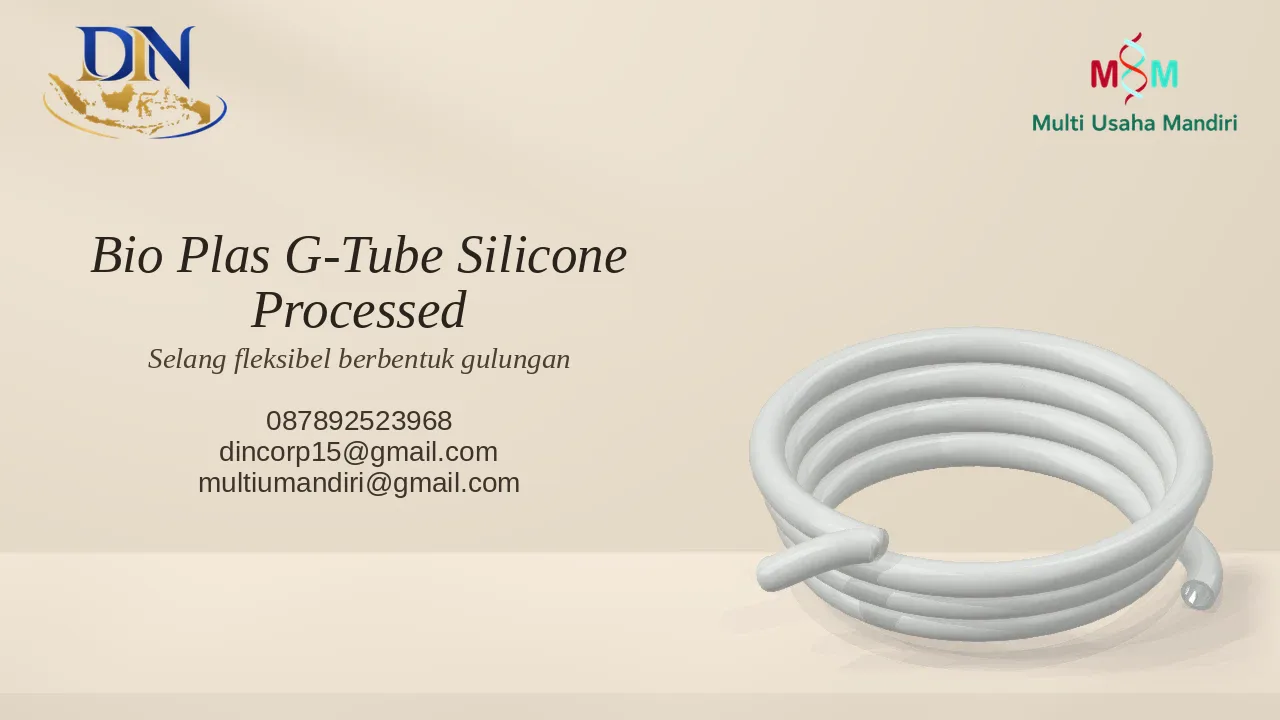 DIN
MSM
Multi Usaha Mandiri
Bio Plas G-Tube Silicone
Processed
Selang fleksibel berbentuk gulungan
087892523968
dincorp15@gmail.com
multiumandiri@gmail.com